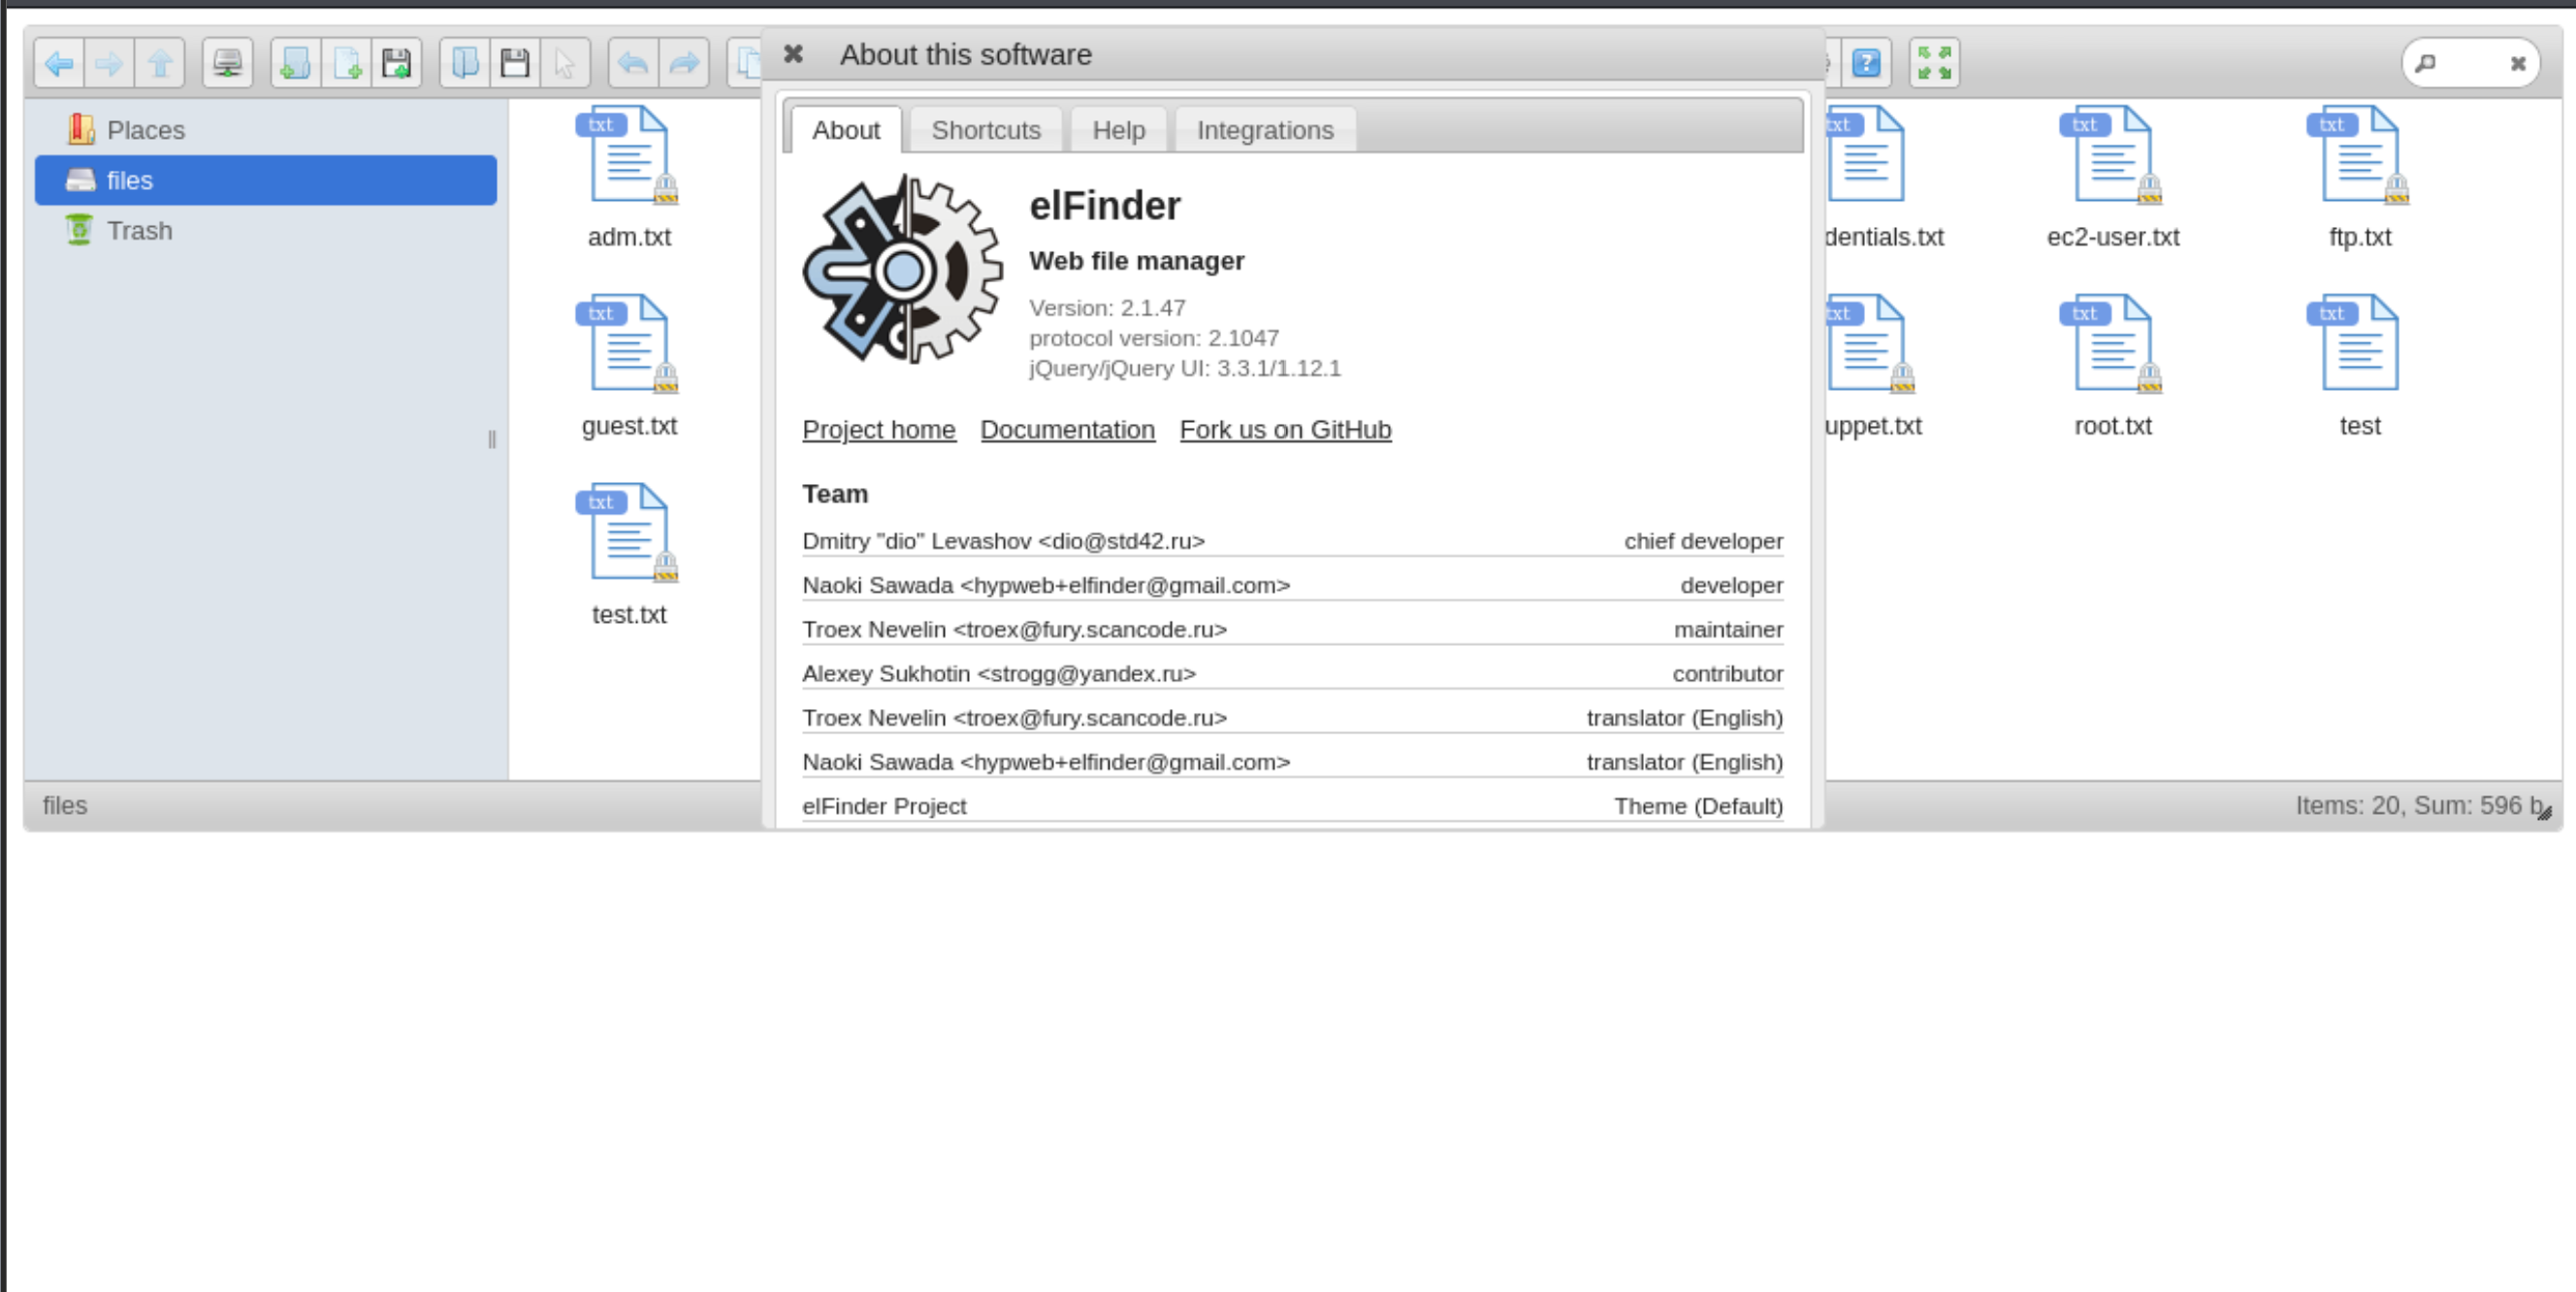 About this software
Places
files
Trash
About Shortcuts Help Integrations
txt txt txt txt
adm.txt dentials.txt ec2-user.txt ftp.txt
elFinder
Web file manager
Version: 2.1.47
protocol version: 2.1047
jQuery/jQuery UI: 3.3.1/1.12.1
txt txt txt txt
guest.txt uppet.txt root.txt test
Project home Documentation Fork us on GitHub
Team
txt
test.txt
Dmitry "dio" Levashov <dio@std42.ru> chief developer
Naoki Sawada <hypweb+elfinder@gmail.com> developer
Troex Nevelin <troex@fury.scancode.ru> maintainer
Alexey Sukhotin <strogg@yandex.ru> contributor
Troex Nevelin <troex@fury.scancode.ru> translator (English)
Naoki Sawada <hypweb+elfinder@gmail.com> translator (English)
elFinder Project Theme (Default)
files Items: 20, Sum: 596 b